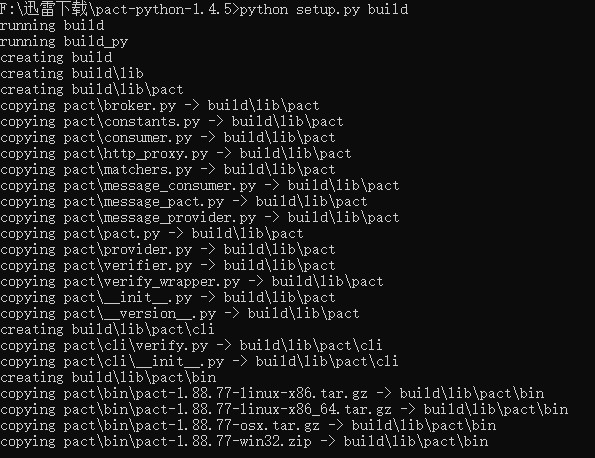 F:\迅雷下载\pact-python-1.4.5>python setup.py build
running build
running build_py
creating build
creating build\lib
creating build\lib\pact
copying pact\broker.py -> build\lib\pact
copying pact\constants.py -> build\lib\pact
copying pact\consumer.py -> build\lib\pact
copying pact\http_proxy.py -> build\lib\pact
copying pact\matchers.py -> build\lib\pact
copying pact\message_consumer.py -> build\lib\pact
copying pact\message_pact.py -> build\lib\pact
copying pact\message_provider.py -> build\lib\pact
copying pact\pact.py -> build\lib\pact
copying pact\provider.py -> build\lib\pact
copying pact\verifier.py -> build\lib\pact
copying pact\verify_wrapper.py -> build\lib\pact
copying pact\__init__.py -> build\lib\pact
copying pact\__version__.py -> build\lib\pact
creating build\lib\pact\cli
copying pact\cli\verify.py -> build\lib\pact\cli
copying pact\cli\__init__.py -> build\lib\pact\cli
creating build\lib\pact\bin
copying pact\bin\pact-1.88.77-linux-x86.tar.gz -> build\lib\pact\bin
copying pact\bin\pact-1.88.77-linux-x86_64.tar.gz -> build\lib\pact\bin
copying pact\bin\pact-1.88.77-osx.tar.gz -> build\lib\pact\bin
copying pact\bin\pact-1.88.77-win32.zip -> build\lib\pact\bin